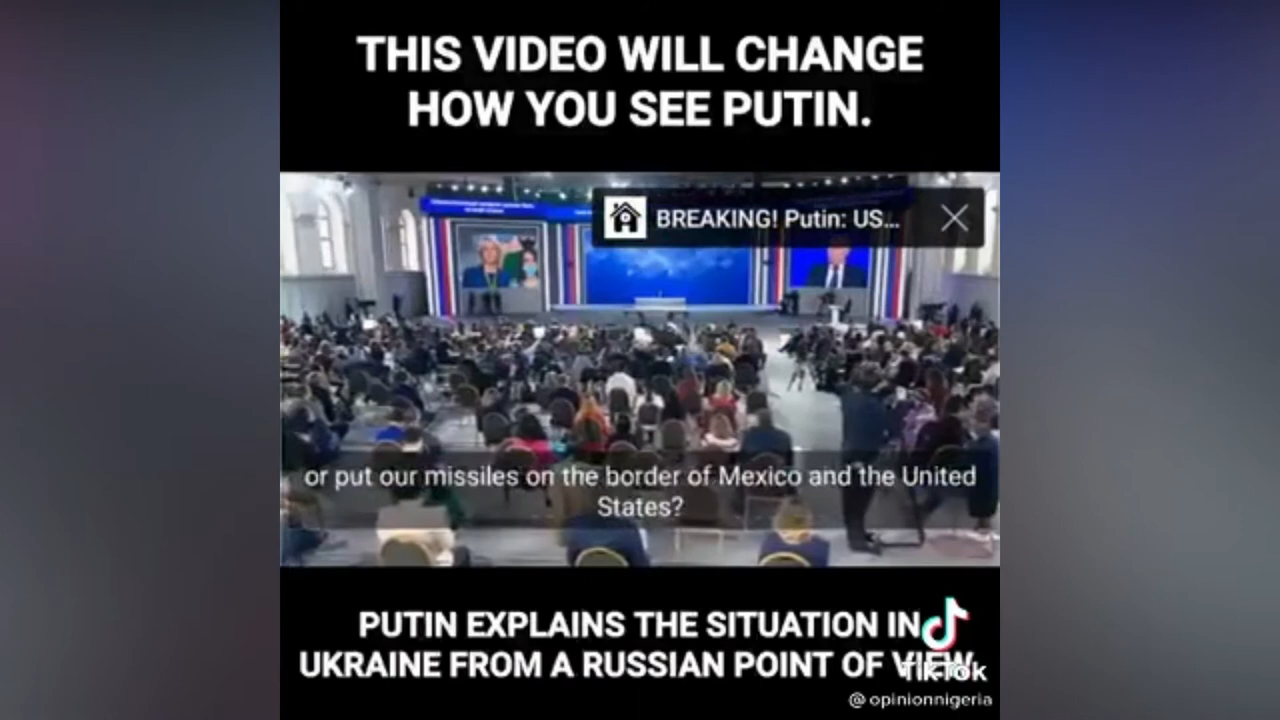 THIS VIDEO WILL CHANGE
HOW YOU SEE PUTIN.
BREAKING! Putin: US...
or put our missiles on the border of Mexico and the United
States?
PUTIN EXPLAINS THE SITUATION IN
UKRAINE FROM A RUSSIAN POINT OF VIEW.
TikTok
@opinionnigeria